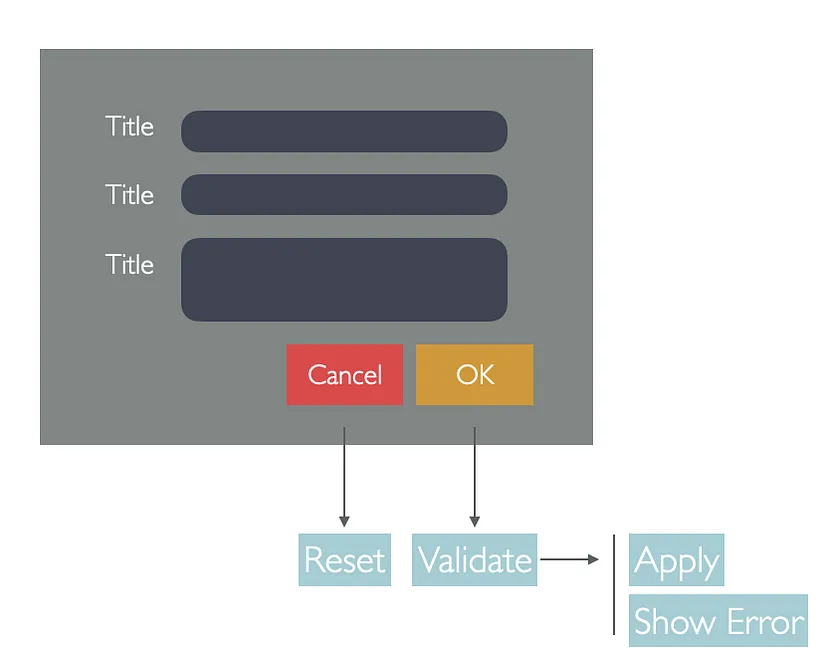 Title
Title
Title
Cancel
OK
Reset
Validate
Apply
Show Error